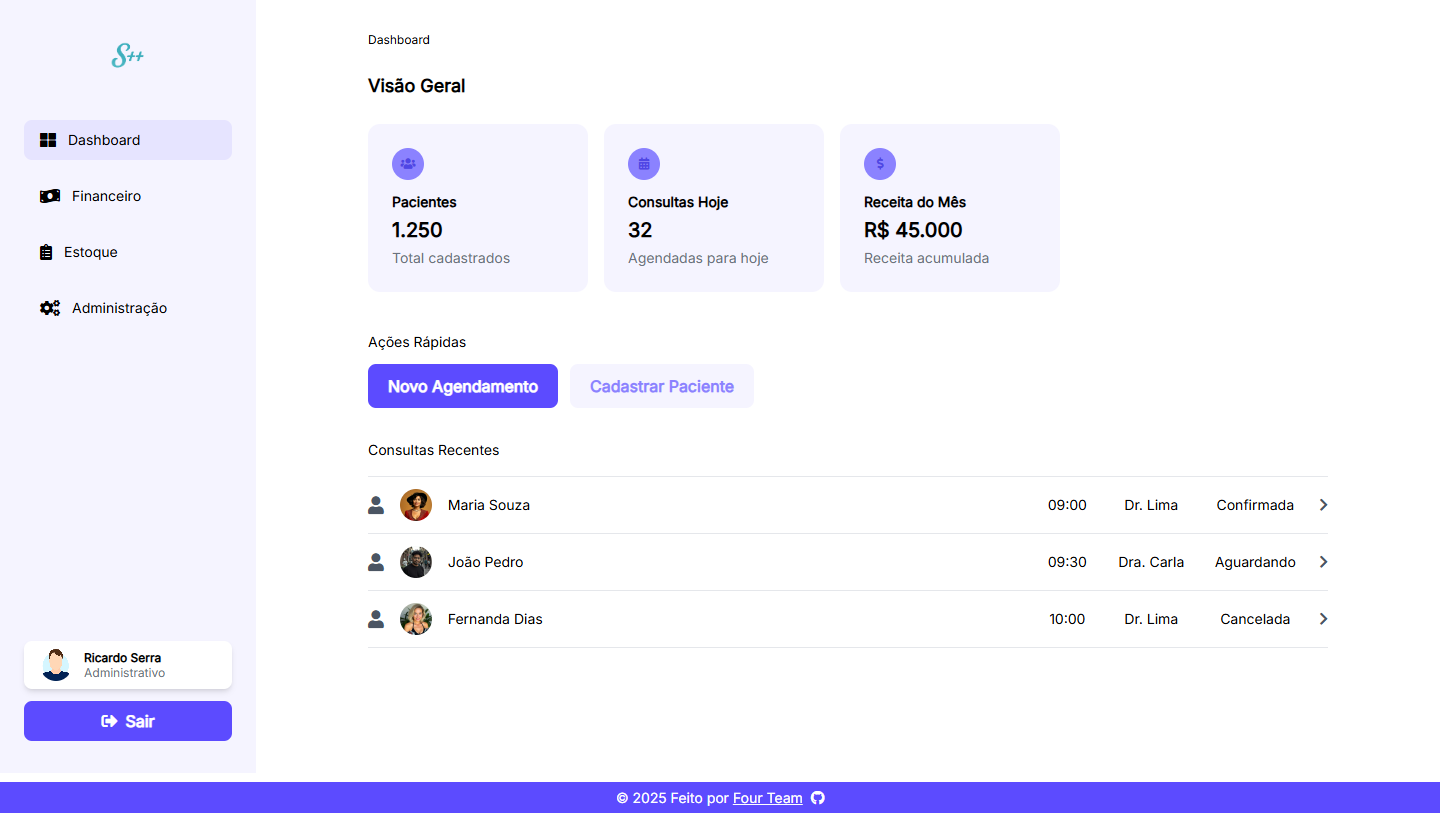 S++
Dashboard
Financeiro
Estoque
Administração
Ricardo Serra
Administrativo
Sair
Dashboard
Visão Geral
Pacientes
1.250
Total cadastrados
Consultas Hoje
32
Agendadas para hoje
Receita do Mês
R$ 45.000
Receita acumulada
Ações Rápidas
Novo Agendamento
Cadastrar Paciente
Consultas Recentes
Maria Souza 09:00 Dr. Lima Confirmada
João Pedro 09:30 Dra. Carla Aguardando
Fernanda Dias 10:00 Dr. Lima Cancelada
© 2025 Feito por Four Team